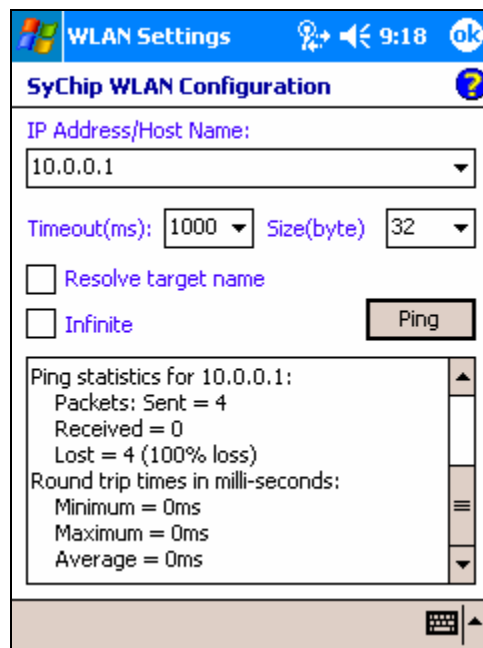 WLAN Settings 9:18 ok
SyChip WLAN Configuration ?
IP Address/Host Name:
10.0.0.1
Timeout(ms): 1000 Size(byte) 32
Resolve target name
Infinite Ping
Ping statistics for 10.0.0.1:
Packets: Sent = 4
Received = 0
Lost = 4 (100% loss)
Round trip times in milli-seconds:
Minimum = 0ms
Maximum = 0ms
Average = 0ms